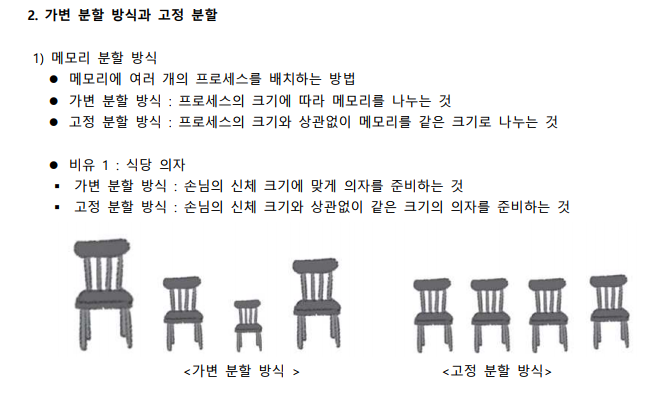 2. 가변 분할 방식과 고정 분할
1) 메모리 분할 방식
● 메모리에 여러 개의 프로세스를 배치하는 방법
● 가변 분할 방식 : 프로세스의 크기에 따라 메모리를 나누는 것
● 고정 분할 방식 : 프로세스의 크기와 상관없이 메모리를 같은 크기로 나누는 것
● 비유 1 : 식당 의자
▪ 가변 분할 방식 : 손님의 신체 크기에 맞게 의자를 준비하는 것
▪ 고정 분할 방식 : 손님의 신체 크기와 상관없이 같은 크기의 의자를 준비하는 것
<가변 분할 방식 > <고정 분할 방식>